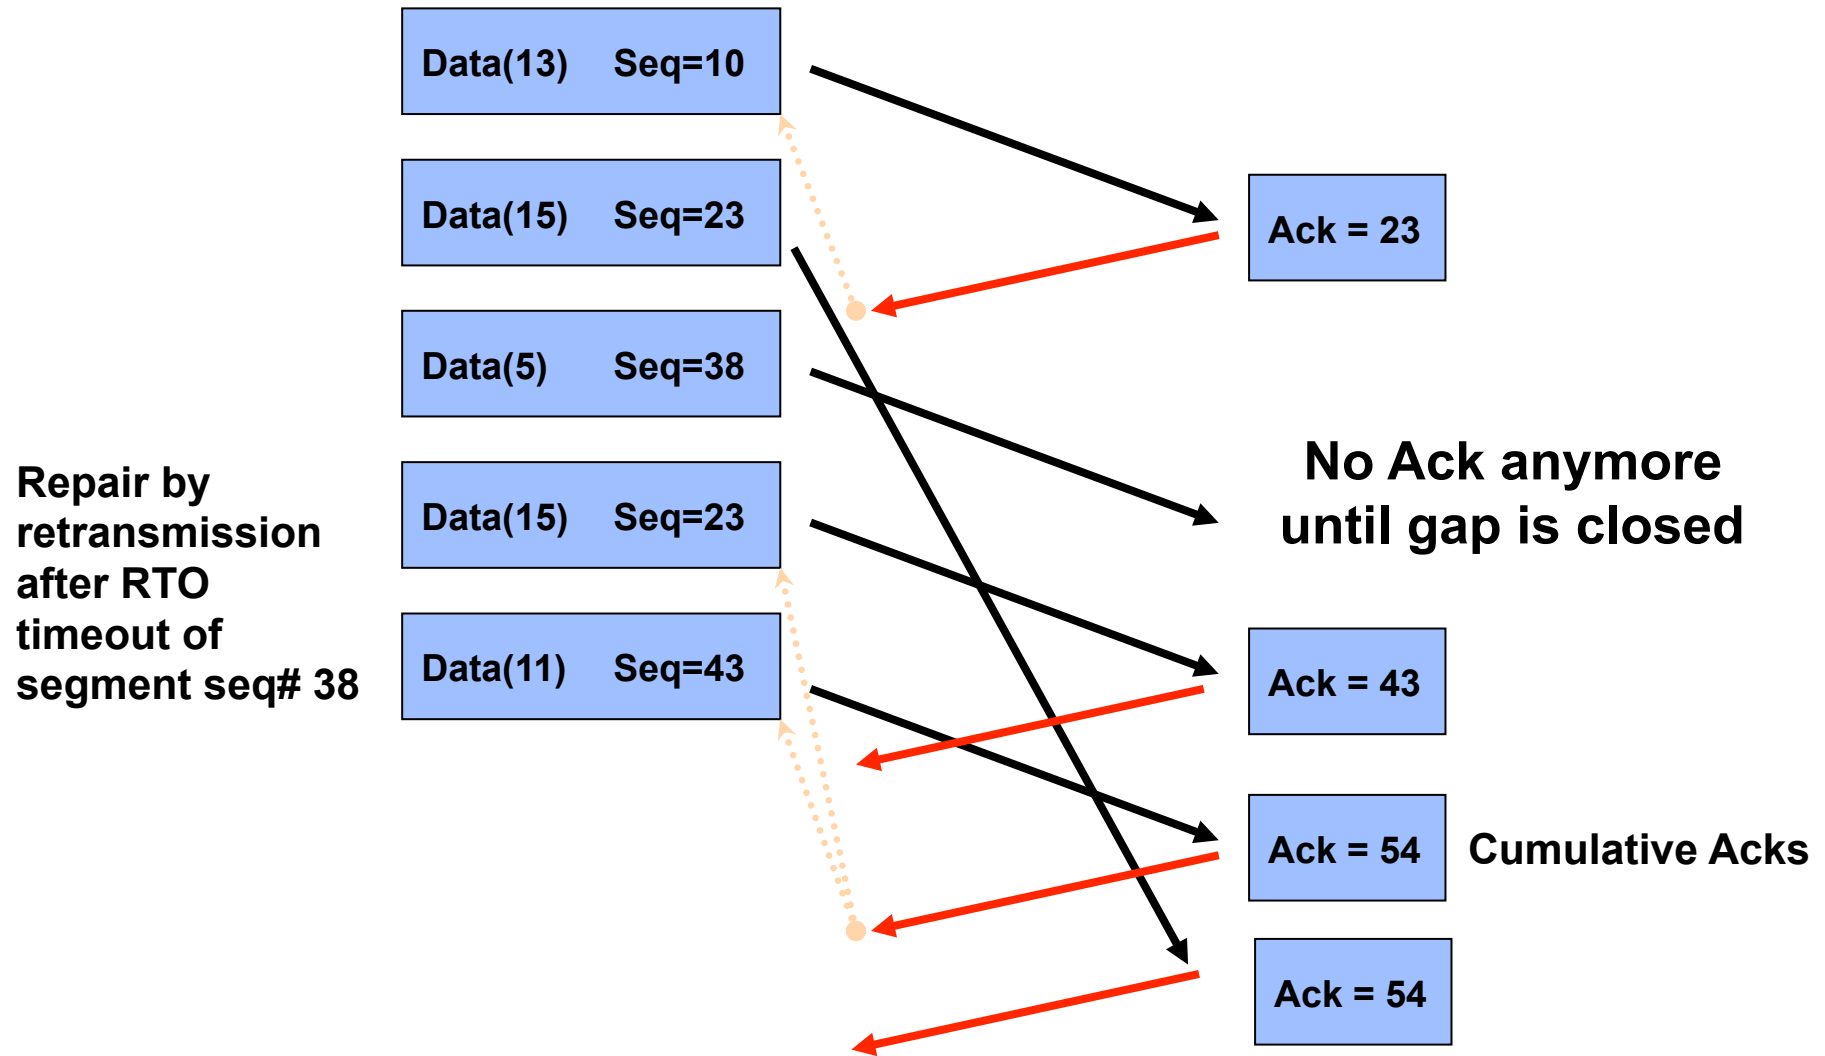 Data(13) Seq=10
Data(15) Seq=23
Ack = 23
Data(5) Seq=38
No Ack anymore
until gap is closed
Repair by
retransmission
after RTO
timeout of
segment seq# 38
Data(15) Seq=23
Data(11) Seq=43
Ack = 43
Ack = 54 Cumulative Acks
Ack = 54